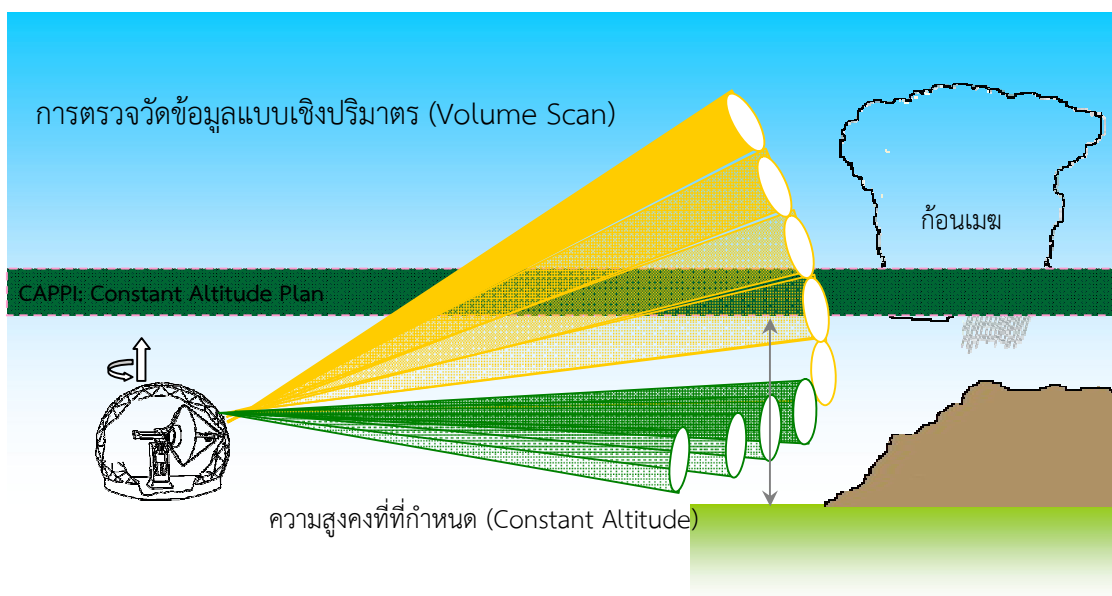 การตรวจวัดข้อมูลแบบเชิงปริมาตร (Volume Scan)
ก้อนเมฆ
CAPPI: Constant Altitude Plan
ความสูงคงที่ที่กำหนด (Constant Altitude)